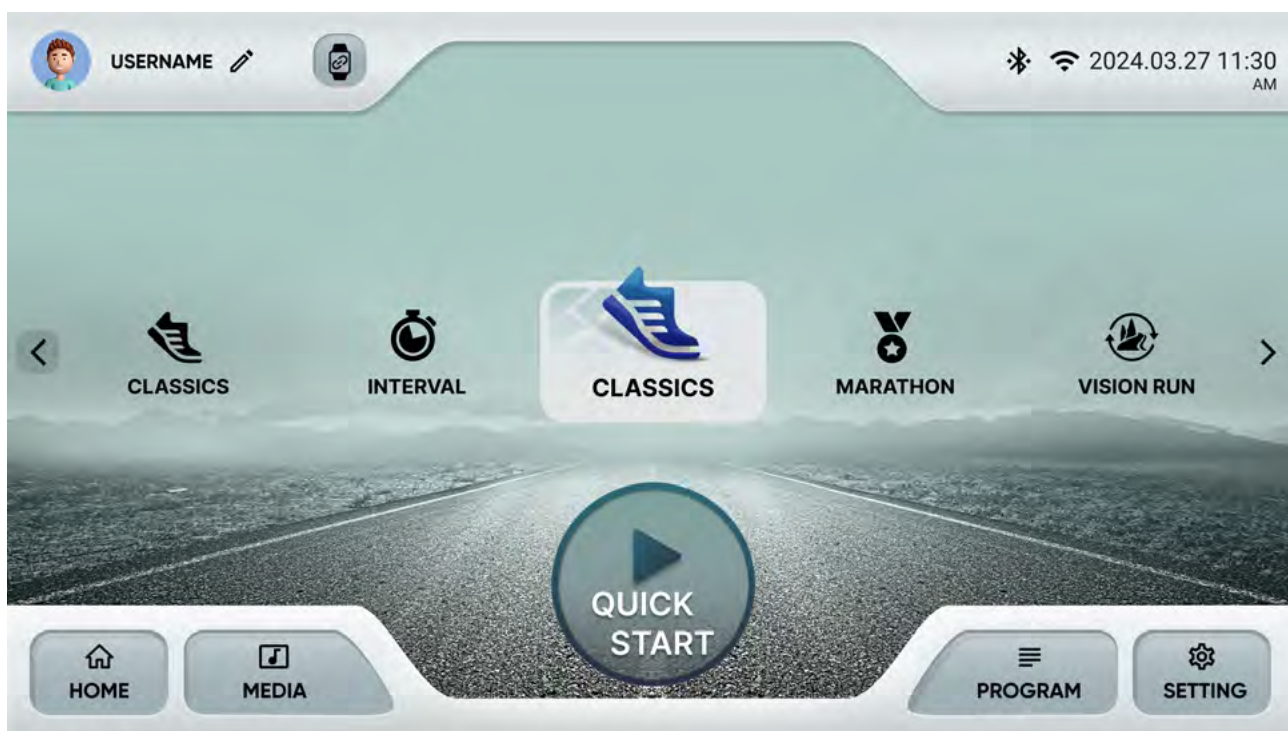 USERNAME
2024.03.27 11:30
AM
CLASSICS
INTERVAL
CLASSICS
MARATHON
VISION RUN
QUICK
START
HOME
MEDIA
PROGRAM
SETTING